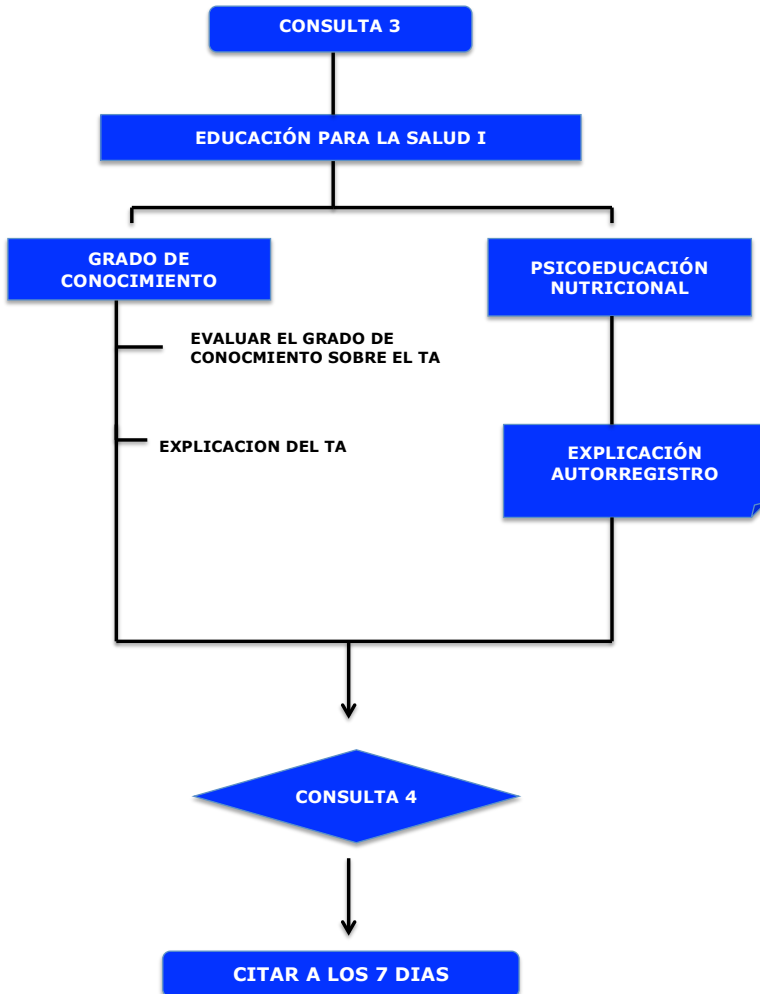 CONSULTA 3
EDUCACIÓN PARA LA SALUD I
GRADO DE
CONOCIMIENTO
PSICOEDUCACIÓN
NUTRICIONAL
EVALUAR EL GRADO DE
CONOCMIENTO SOBRE EL TA
EXPLICACION DEL TA
EXPLICACIÓN
AUTORREGISTRO
CONSULTA 4
CITAR A LOS 7 DIAS